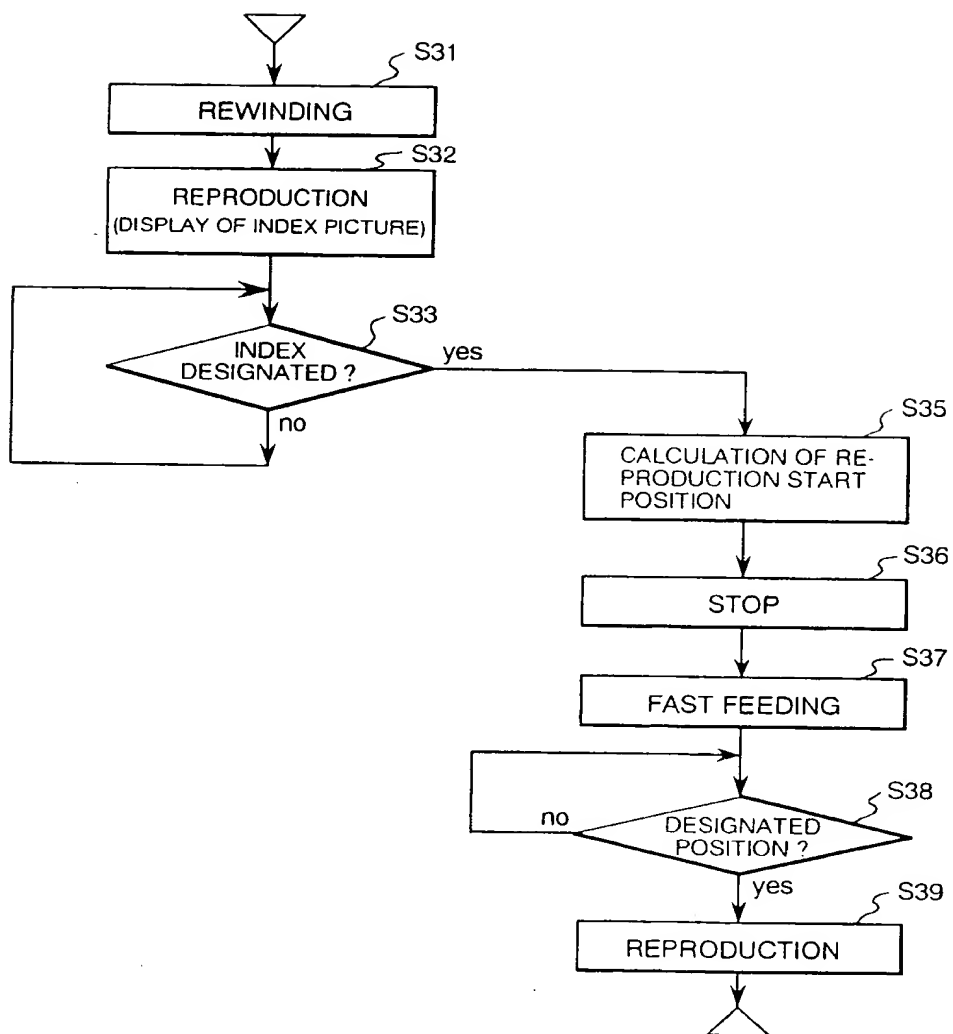 S31
REWINDING
S32
REPRODUCTION
(DISPLAY OF INDEX PICTURE)
S33
INDEX
DESIGNATED ?
yes
no
S35
CALCULATION OF RE-
PRODUCTION START
POSITION
S36
STOP
S37
FAST FEEDING
S38
DESIGNATED
POSITION ?
no
yes
S39
REPRODUCTION